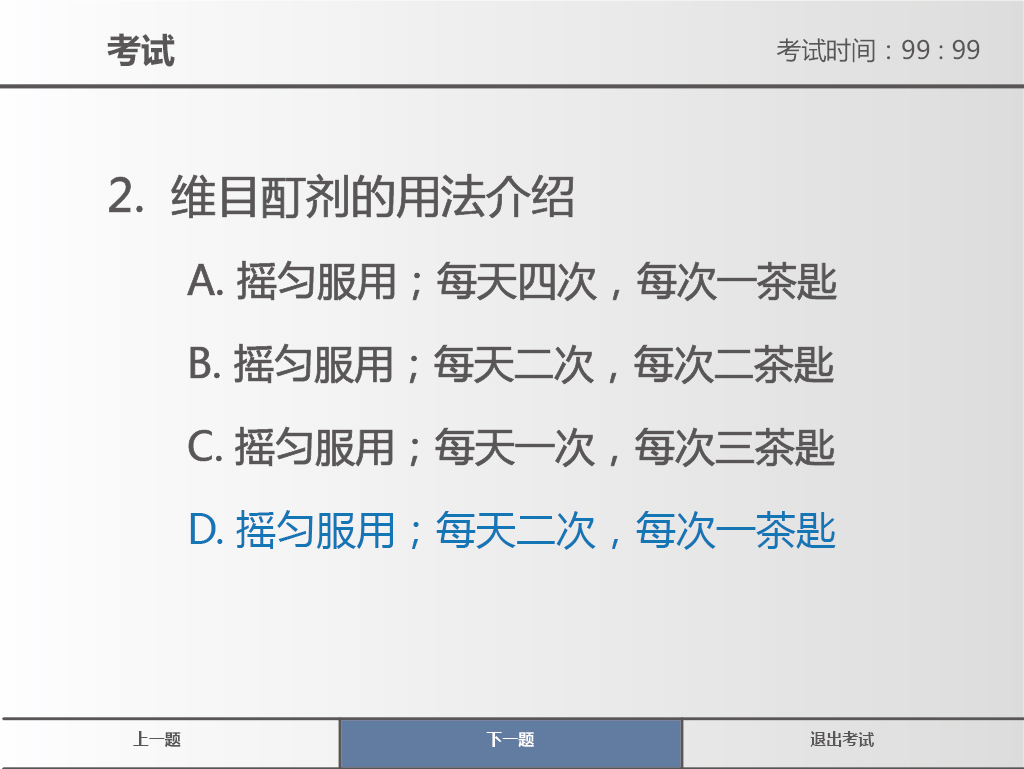 考试
考试时间：99 : 99
2. 维目酊剂的用法介绍
A. 摇匀服用；每天四次，每次一茶匙
B. 摇匀服用；每天二次，每次二茶匙
C. 摇匀服用；每天一次，每次三茶匙
D. 摇匀服用；每天二次，每次一茶匙
上一题
下一题
退出考试